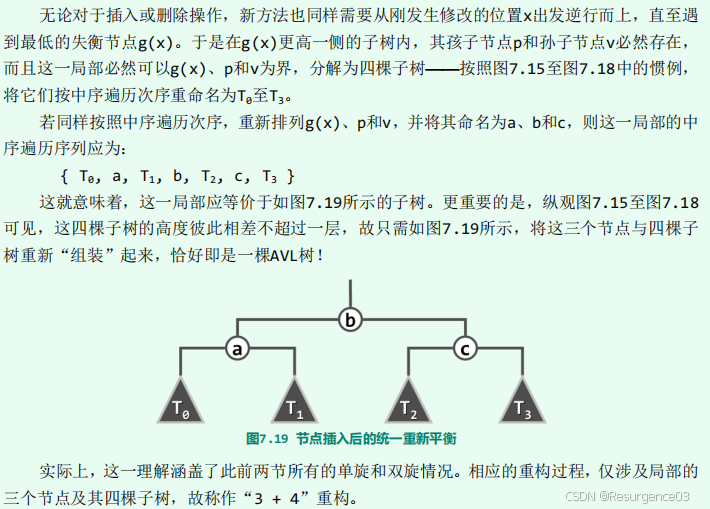 无论对于插入或删除操作，新方法也同样需要从刚发生修改的位置x出发逆行而上，直至遇
到最低的失衡节点g(x)。于是在g(x)更高一侧的子树内，其孩子节点p和孙子节点v必然存在，
而且这一局部必然可以g(x)、p和v为界，分解为四棵子树——按照图7.15至图7.18中的惯例，
将它们按中序遍历次序重命名为T₀至T₃。
若同样按照中序遍历次序，重新排列g(x)、p和v，并将其命名为a、b和c，则这一局部的中
序遍历序列应为：
{ T₀, a, T₁, b, T₂, c, T₃ }
这就意味着，这一局部应等价于如图7.19所示的子树。更重要的是，纵观图7.15至图7.18
可见，这四棵子树的高度彼此相差不超过一层，故只需如图7.19所示，将这三个节点与四棵子
树重新“组装”起来，恰好即是一棵AVL树！
b
a c
T₀ T₁ T₂ T₃
图7.19 节点插入后的统一重新平衡
实际上，这一理解涵盖了此前两节所有的单旋和双旋情况。相应的重构过程，仅涉及局部的
三个节点及其四棵子树，故称作“3 + 4”重构。
CSDN @Resurgence03